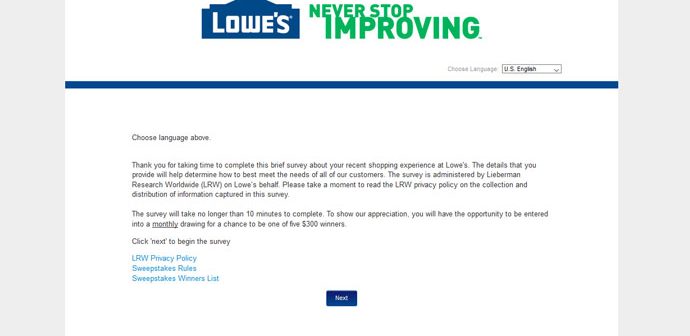 LOWE'S
NEVER STOP
IMPROVING
Choose Language: U.S. English
Choose language above.
Thank you for taking time to complete this brief survey about your recent shopping experience at Lowe's. The details that you
provide will help determine how to best meet the needs of all of our customers. The survey is administered by Lieberman
Research Worldwide (LRW) on Lowe's behalf. Please take a moment to read the LRW privacy policy on the collection and
distribution of information captured in this survey.
The survey will take no longer than 10 minutes to complete. To show our appreciation, you will have the opportunity to be entered
into a monthly drawing for a chance to be one of five $300 winners.
Click 'next' to begin the survey
LRW Privacy Policy
Sweepstakes Rules
Sweepstakes Winners List
Next